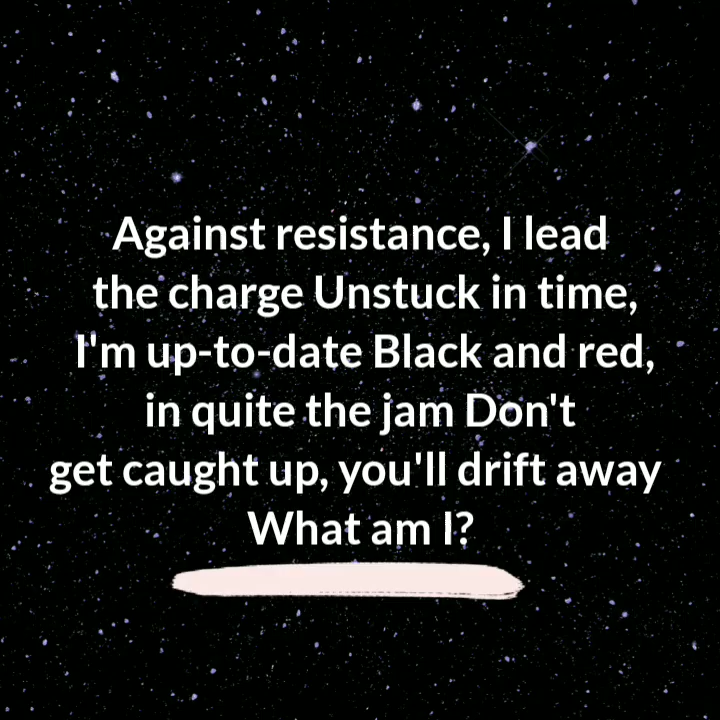 Against resistance, I lead
the charge Unstuck in time,
I'm up-to-date Black and red,
in quite the jam Don't
get caught up, you'll drift away
What am I?